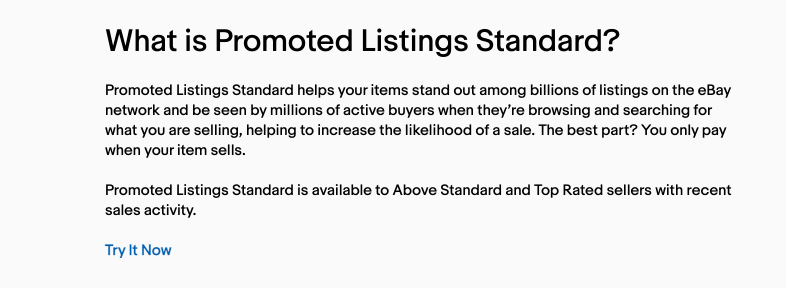 What is Promoted Listings Standard?
Promoted Listings Standard helps your items stand out among billions of listings on the eBay
network and be seen by millions of active buyers when they’re browsing and searching for
what you are selling, helping to increase the likelihood of a sale. The best part? You only pay
when your item sells.
Promoted Listings Standard is available to Above Standard and Top Rated sellers with recent
sales activity.
Try It Now